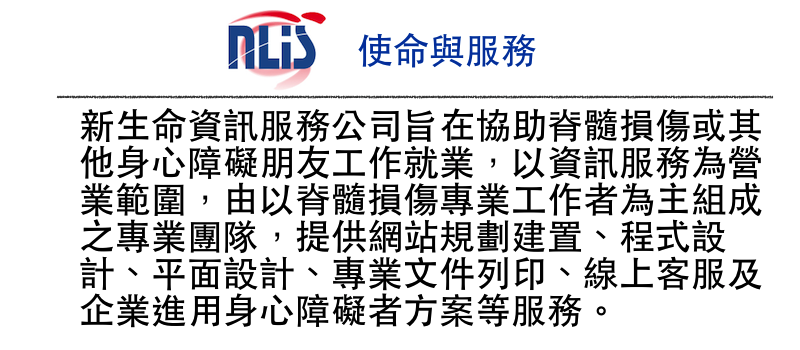 NLiS
使命與服務
新生命資訊服務公司旨在協助脊髓損傷或其
他身心障礙朋友工作就業，以資訊服務為營
業範圍，由以脊髓損傷專業工作者為主組成
之專業團隊，提供網站規劃建置、程式設
計、平面設計、專業文件列印、線上客服及
企業進用身心障礙者方案等服務。